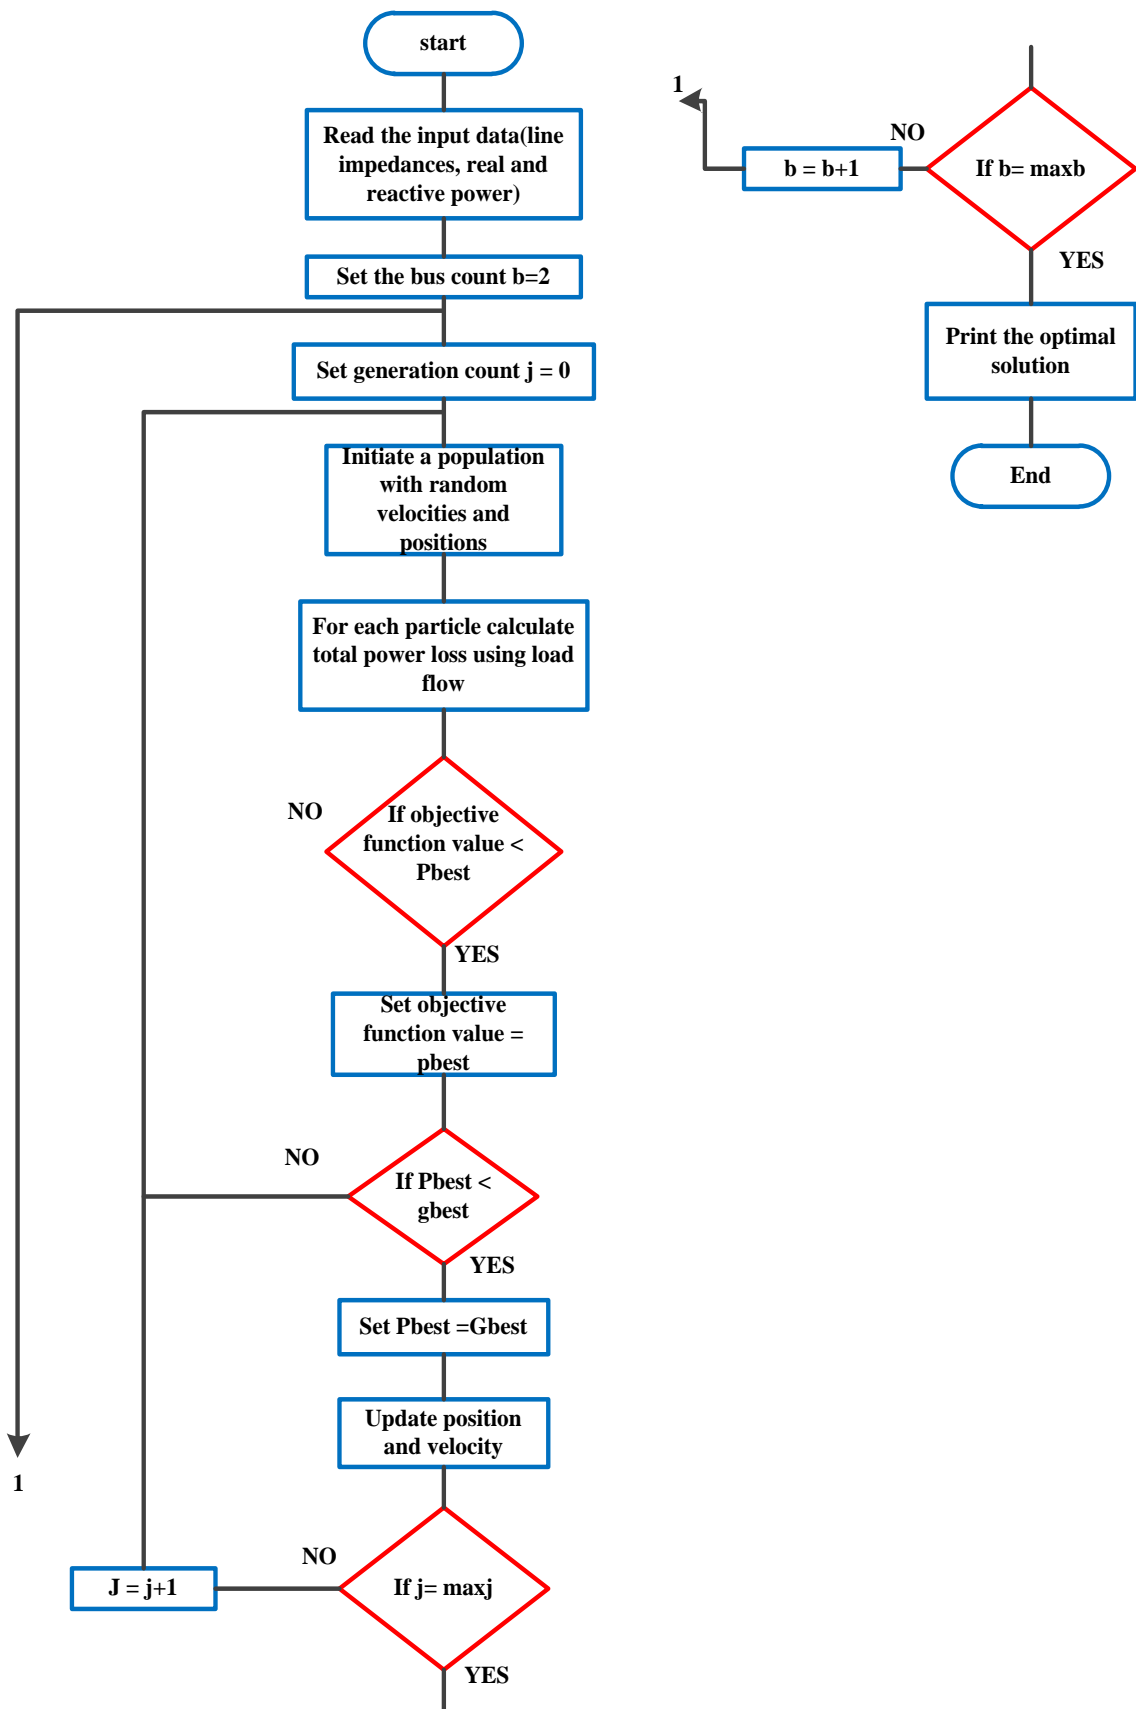 start
Read the input data(line
impedances, real and
reactive power)
Set the bus count b=2
Set generation count j = 0
Initiate a population
with random
velocities and
positions
For each particle calculate
total power loss using load
flow
NO
If objective
function value <
Pbest
YES
Set objective
function value =
pbest
NO
If Pbest <
gbest
YES
Set Pbest =Gbest
Update position
and velocity
1
NO
J = j+1
If j= maxj
YES
1
NO
b = b+1
If b= maxb
YES
Print the optimal
solution
End